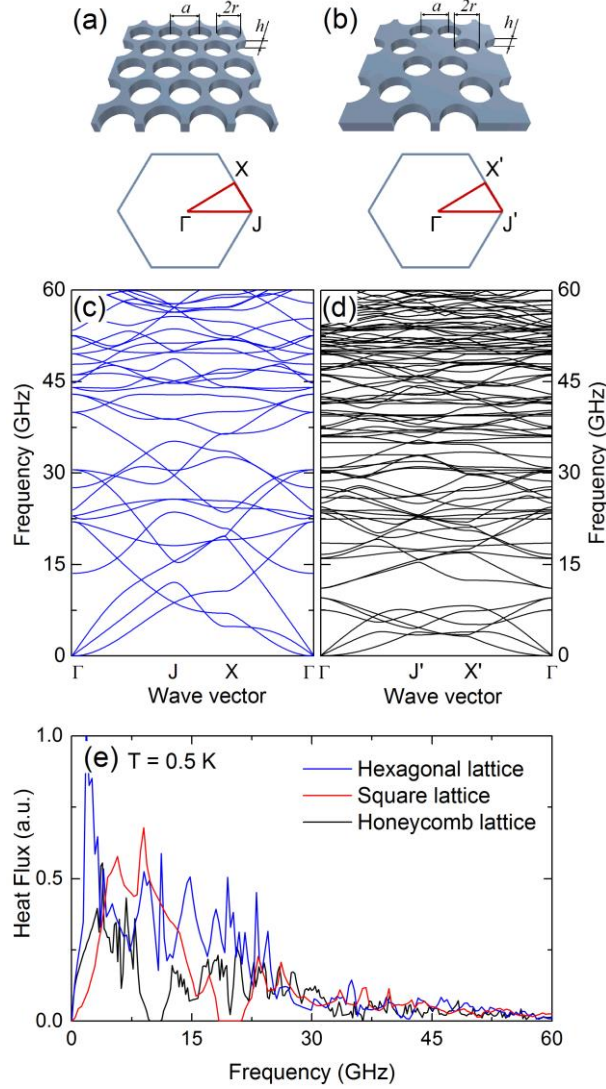 (a) a 2r h
(b) a 2r h
X
Γ J
X'
Γ J'
(c)
60
45
30
15
0
Frequency (GHz)
Γ J X Γ
Wave vector
(d)
60
45
30
15
0
Frequency (GHz)
Γ J' X' Γ
Wave vector
(e) T = 0.5 K
Hexagonal lattice
Square lattice
Honeycomb lattice
1.0
0.5
0.0
Heat Flux (a.u.)
0 15 30 45 60
Frequency (GHz)